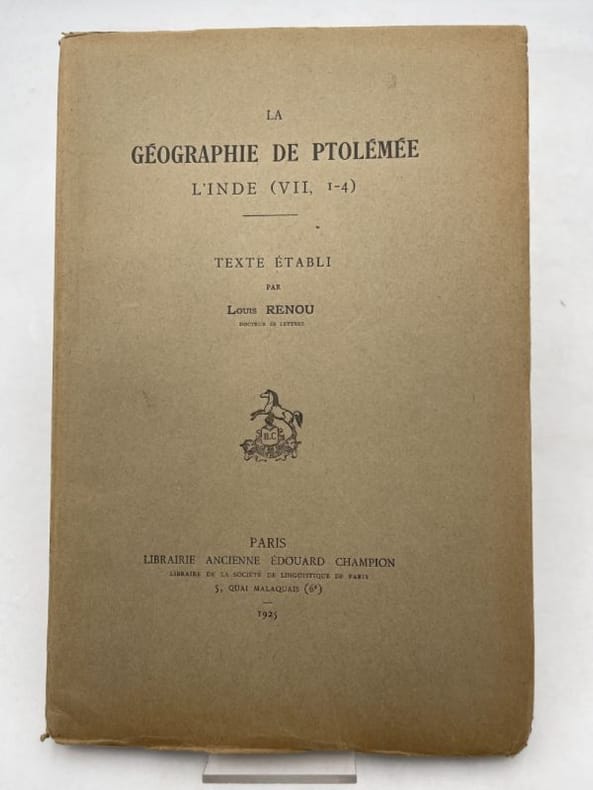 LA
GÉOGRAPHIE DE PTOLÉMÉE
L'INDE (VII, 1-4)
TEXTE ÉTABLI
PAR
LOUIS RENOU
DOCTEUR ÈS LETTRES
PARIS
LIBRAIRIE ANCIENNE ÉDOUARD CHAMPION
LIBRAIRE DE LA SOCIÉTÉ DE LINGUISTIQUE DE PARIS
5, QUAI MALAQUAIS (6e)
1925